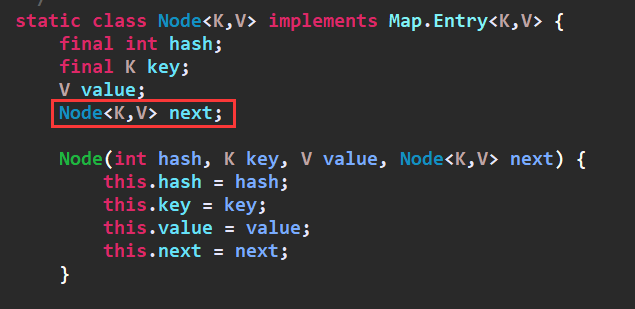 static class Node<K,V> implements Map.Entry<K,V> {
    final int hash;
    final K key;
    V value;
    Node<K,V> next;

    Node(int hash, K key, V value, Node<K,V> next) {
        this.hash = hash;
        this.key = key;
        this.value = value;
        this.next = next;
    }